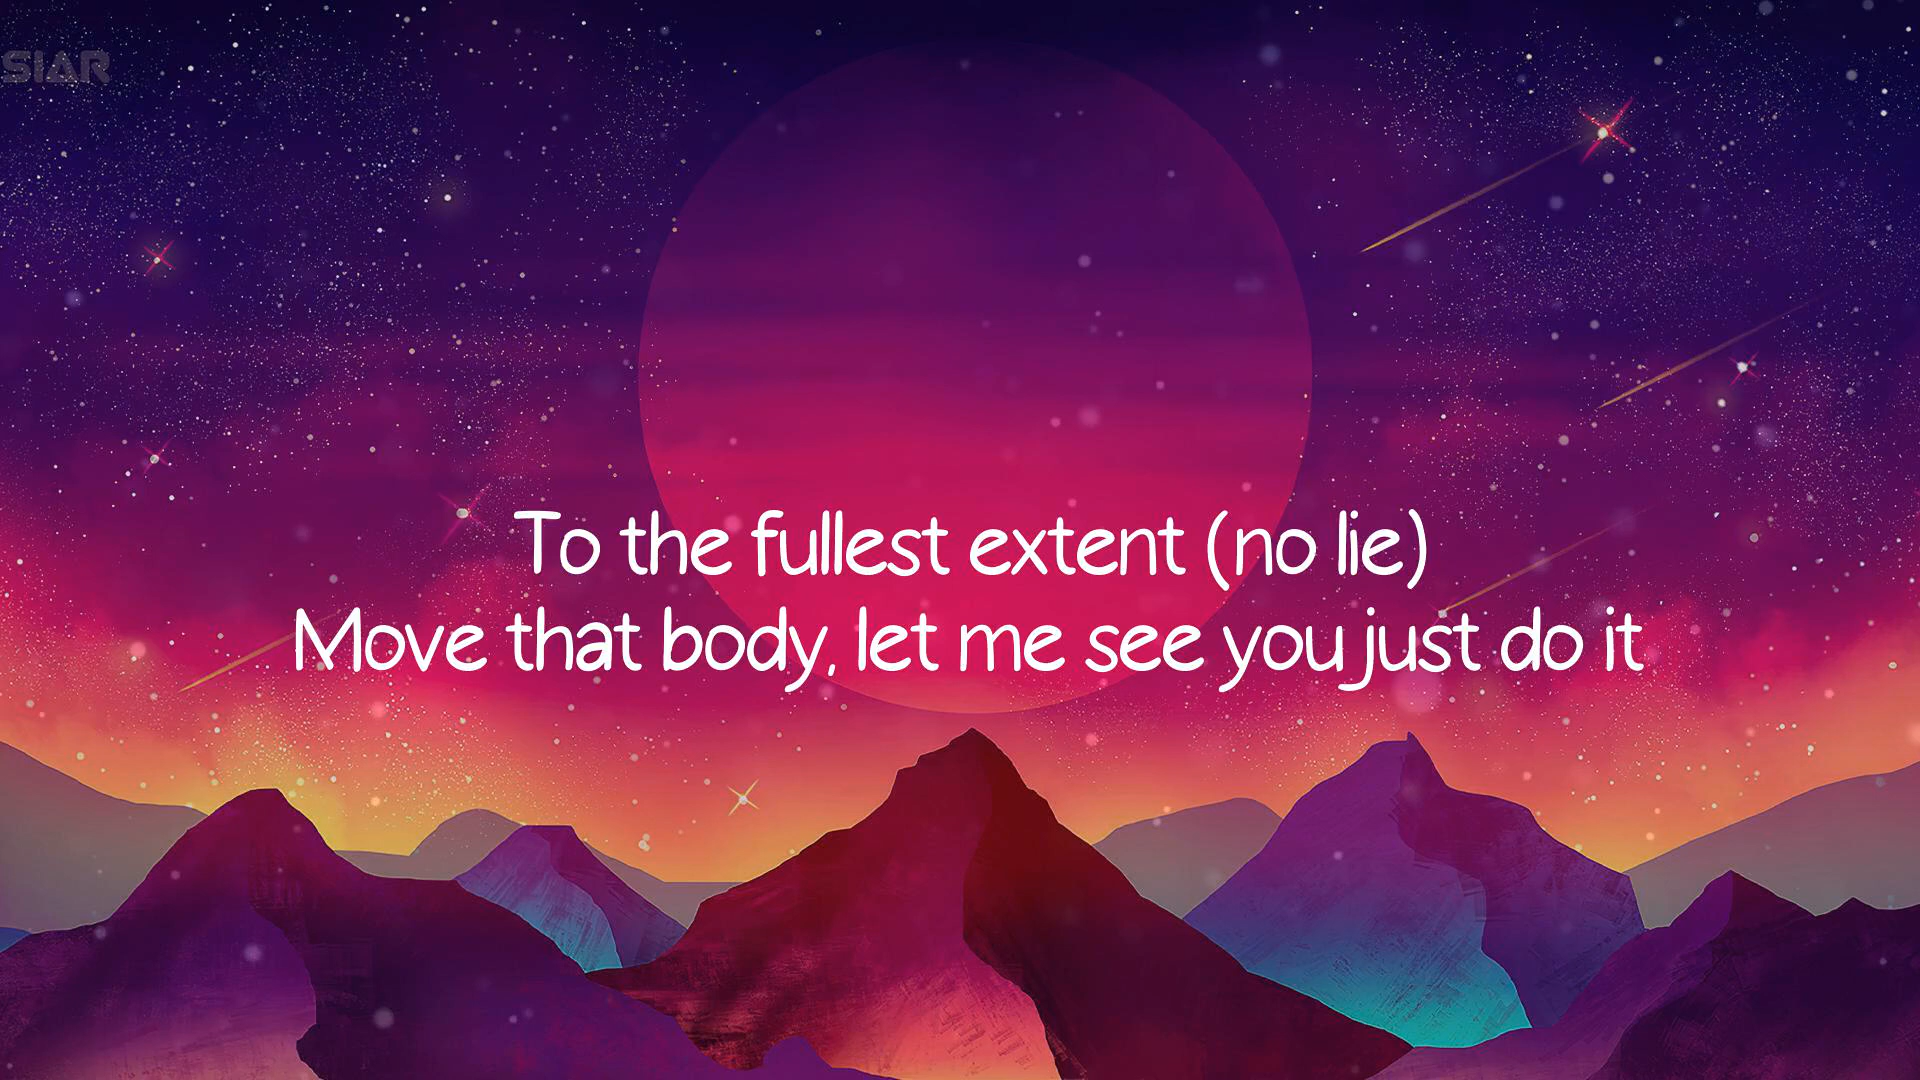 SIAR
To the fullest extent (no lie)
Move that body, let me see you just do it